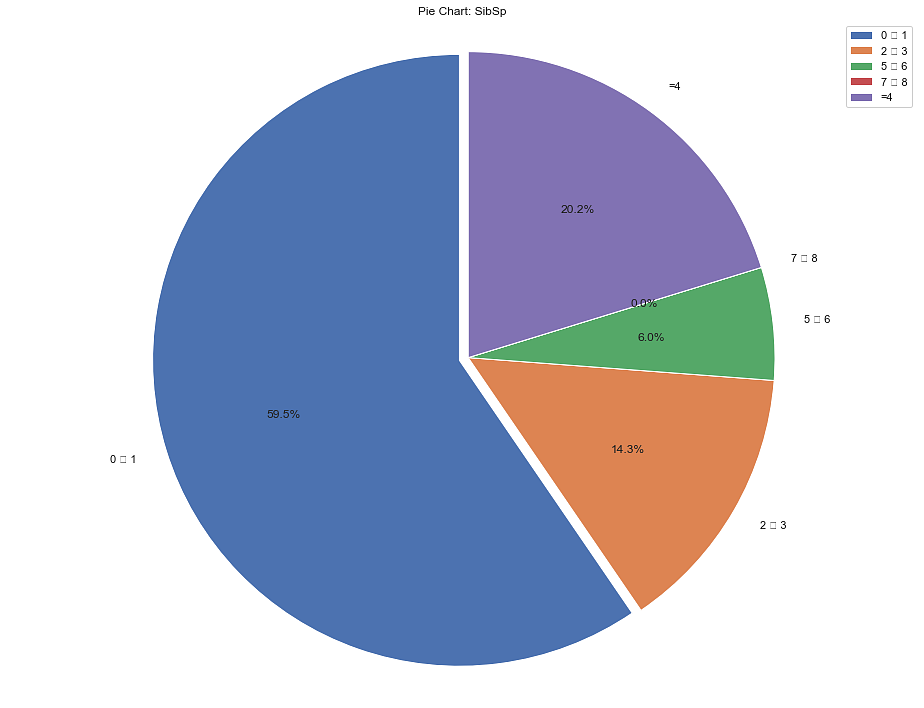 Pie Chart: SibSp
0 □ 1
2 □ 3
5 □ 6
7 □ 8
=4
=4
20.2%
7 □ 8
0.0%
5 □ 6
6.0%
59.5%
14.3%
0 □ 1
2 □ 3